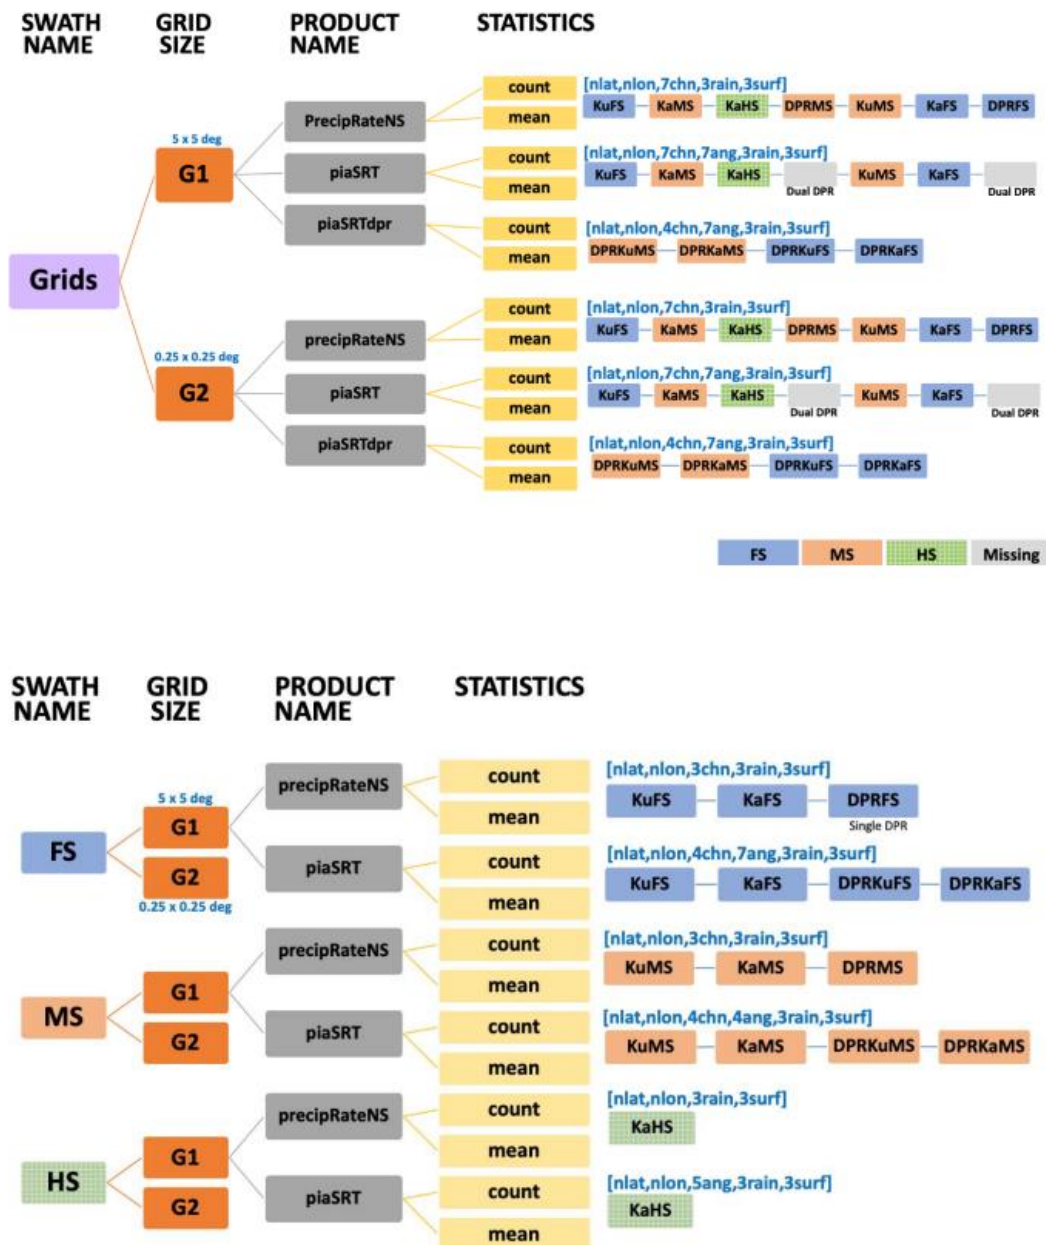 SWATH NAME
GRID SIZE
PRODUCT NAME
STATISTICS
Grids
5 x 5 deg
G1
PrecipRateNS
count
mean
[nlat,nlon,7chn,3rain,3surf]
KuFS KaMS KaHS DPRMS KuMS KaFS DPRFS
piaSRT
count
mean
[nlat,nlon,7chn,7ang,3rain,3surf]
KuFS KaMS KaHS KuMS KaFS
Dual DPR Dual DPR
piaSRTdpr
count
mean
[nlat,nlon,4chn,7ang,3rain,3surf]
DPRKuMS DPRKaMS DPRKuFS DPRKaFS
0.25 x 0.25 deg
G2
precipRateNS
count
mean
[nlat,nlon,7chn,3rain,3surf]
KuFS KaMS KaHS DPRMS KuMS KaFS DPRFS
piaSRT
count
mean
[nlat,nlon,7chn,7ang,3rain,3surf]
KuFS KaMS KaHS KuMS KaFS
Dual DPR Dual DPR
piaSRTdpr
count
mean
[nlat,nlon,4chn,7ang,3rain,3surf]
DPRKuMS DPRKaMS DPRKuFS DPRKaFS
FS MS HS Missing
SWATH NAME
GRID SIZE
PRODUCT NAME
STATISTICS
FS
5 x 5 deg
G1
G2
0.25 x 0.25 deg
precipRateNS
count
mean
[nlat,nlon,3chn,3rain,3surf]
KuFS KaFS DPRFS
Single DPR
piaSRT
count
mean
[nlat,nlon,4chn,7ang,3rain,3surf]
KuFS KaFS DPRKuFS DPRKaFS
MS
G1
G2
precipRateNS
count
mean
[nlat,nlon,3chn,3rain,3surf]
KuMS KaMS DPRMS
piaSRT
count
mean
[nlat,nlon,4chn,4ang,3rain,3surf]
KuMS KaMS DPRKuMS DPRKaMS
HS
G1
G2
precipRateNS
count
mean
[nlat,nlon,3rain,3surf]
KaHS
piaSRT
count
mean
[nlat,nlon,5ang,3rain,3surf]
KaHS